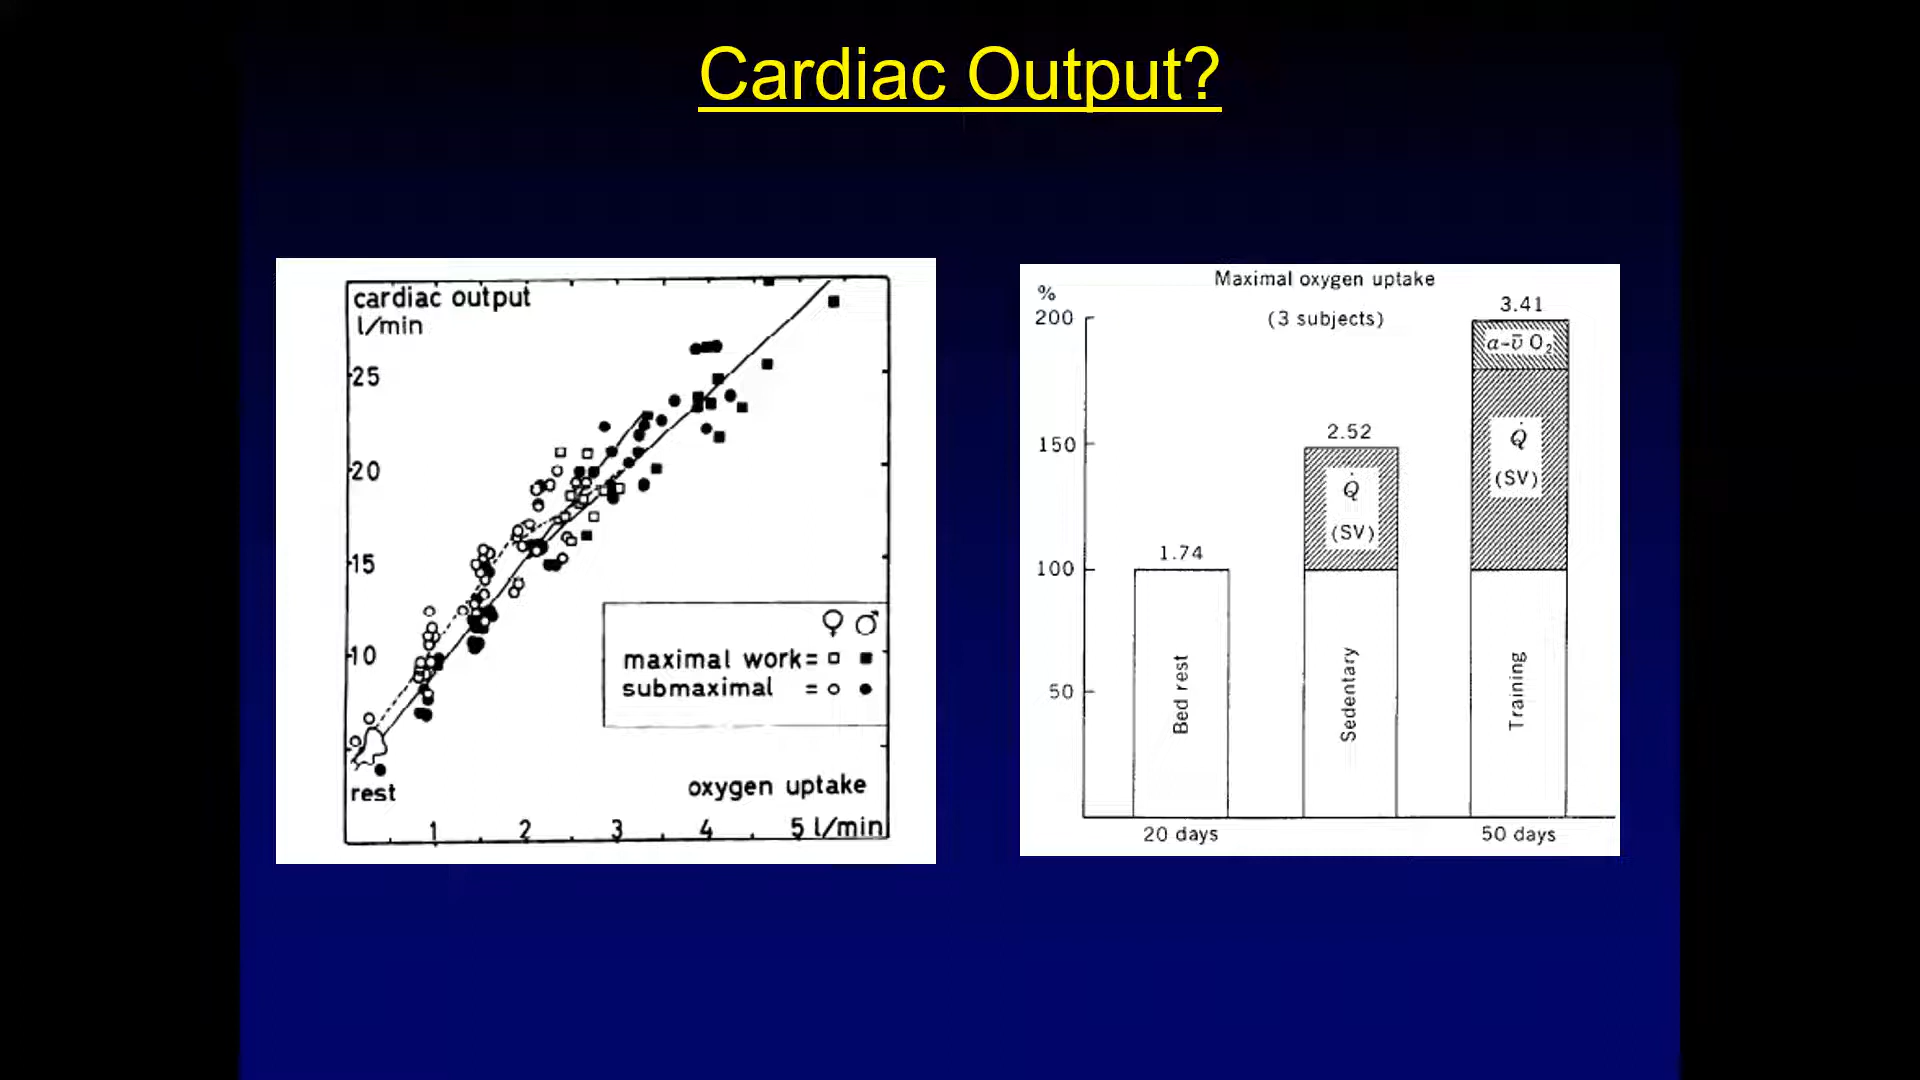 Cardiac Output?
cardiac output
l/min
25
20
15
10
rest
♀ ♂
maximal work = □ ■
submaximal = ○ ●
oxygen uptake
1 2 3 4 5 l/min
Maximal oxygen uptake
(3 subjects)
%
200
150
100
50
1.74
2.52
3.41
Q̇
(SV)
a-v̄ O₂
Q̇
(SV)
Bed rest
Sedentary
Training
20 days
50 days